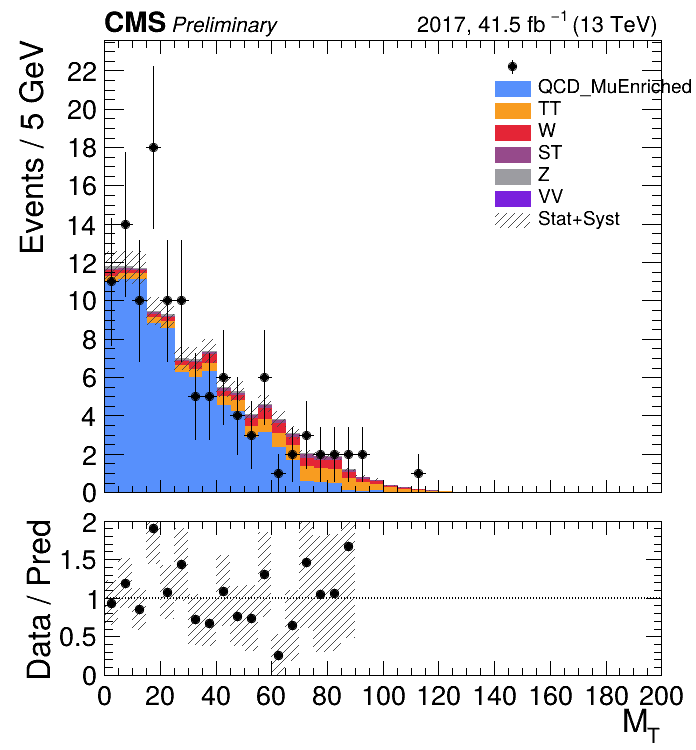 CMS Preliminary 2017, 41.5 fb⁻¹ (13 TeV)
Events / 5 GeV
22
20
18
16
14
12
10
8
6
4
2
0
QCD_MuEnriched
TT
W
ST
Z
VV
Stat+Syst
Data / Pred
2
1.5
1
0.5
0
0 20 40 60 80 100 120 140 160 180 200
M_T